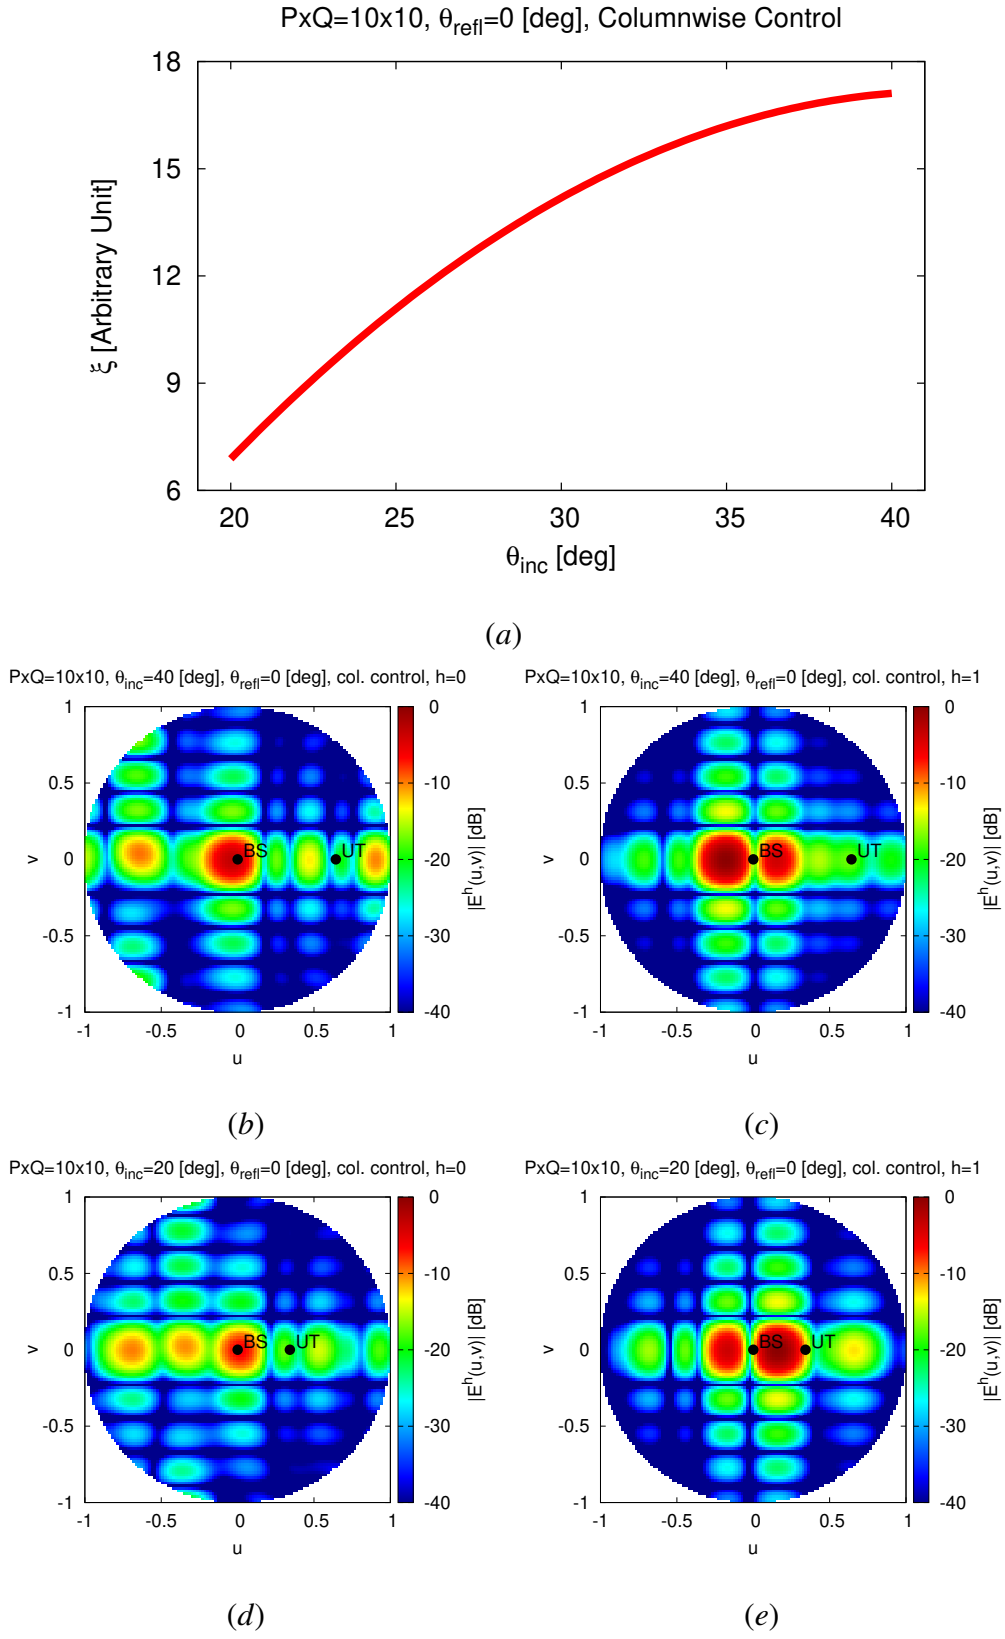 PxQ=10x10, θrefl=0 [deg], Columnwise Control
18
15
12
9
6
ξ [Arbitrary Unit]
20 25 30 35 40
θinc [deg]
(a)
PxQ=10x10, θinc=40 [deg], θrefl=0 [deg], col. control, h=0
1
0.5
0
-0.5
-1
v
BS UT
-1 -0.5 0 0.5 1
u
0
-10
-20
-30
-40
|Eh(u,v)| [dB]
(b)
PxQ=10x10, θinc=40 [deg], θrefl=0 [deg], col. control, h=1
1
0.5
0
-0.5
-1
v
BS UT
-1 -0.5 0 0.5 1
u
0
-10
-20
-30
-40
|Eh(u,v)| [dB]
(c)
PxQ=10x10, θinc=20 [deg], θrefl=0 [deg], col. control, h=0
1
0.5
0
-0.5
-1
v
BS UT
-1 -0.5 0 0.5 1
u
0
-10
-20
-30
-40
|Eh(u,v)| [dB]
(d)
PxQ=10x10, θinc=20 [deg], θrefl=0 [deg], col. control, h=1
1
0.5
0
-0.5
-1
v
BS UT
-1 -0.5 0 0.5 1
u
0
-10
-20
-30
-40
|Eh(u,v)| [dB]
(e)